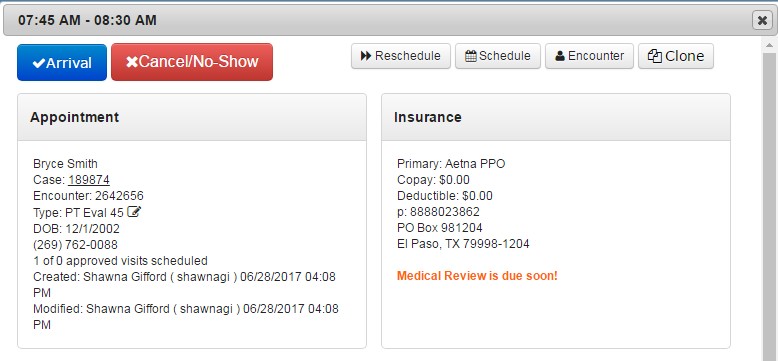 07:45 AM - 08:30 AM
Arrival
Cancel/No-Show
Reschedule
Schedule
Encounter
Clone
Appointment
Bryce Smith
Case: 189874
Encounter: 2642656
Type: PT Eval 45
DOB: 12/1/2002
(269) 762-0088
1 of 0 approved visits scheduled
Created: Shawna Gifford ( shawnagi ) 06/28/2017 04:08
PM
Modified: Shawna Gifford ( shawnagi ) 06/28/2017 04:08
PM
Insurance
Primary: Aetna PPO
Copay: $0.00
Deductible: $0.00
p: 8888023862
PO Box 981204
El Paso, TX 79998-1204
Medical Review is due soon!